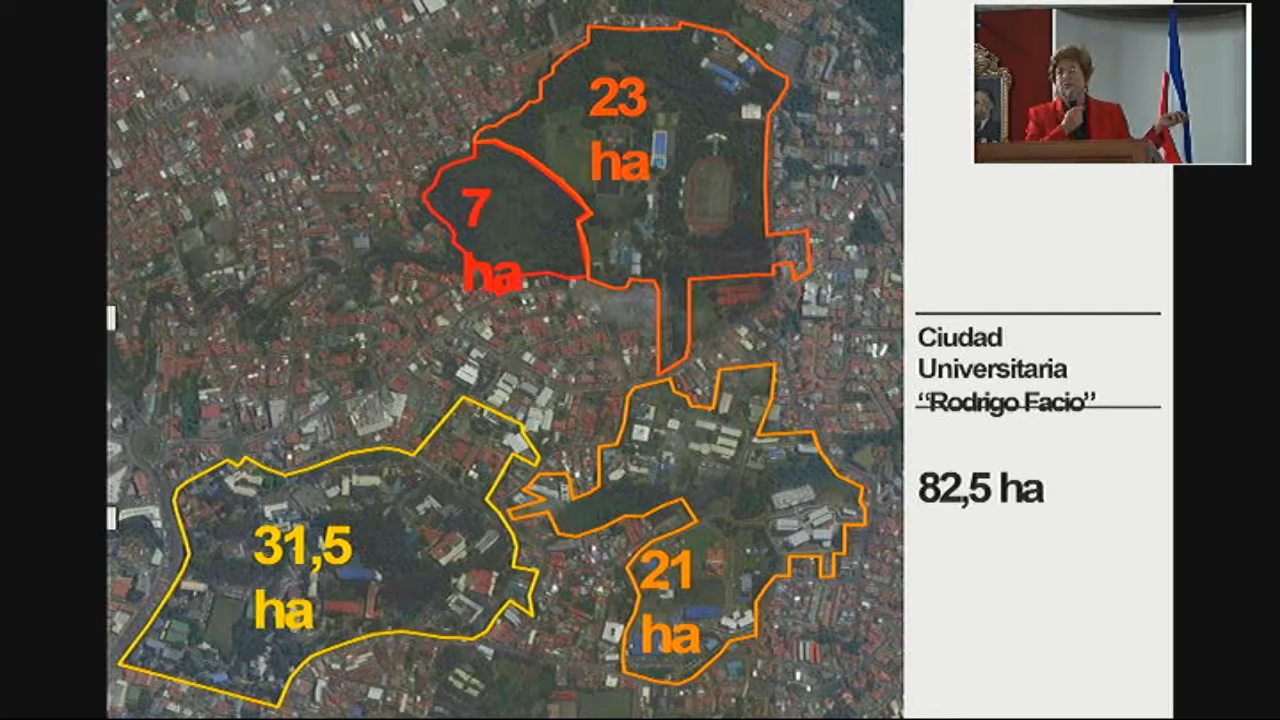 23
ha
7
ha
31,5
ha
21
ha
Ciudad
Universitaria
“Rodrigo Facio”
82,5 ha